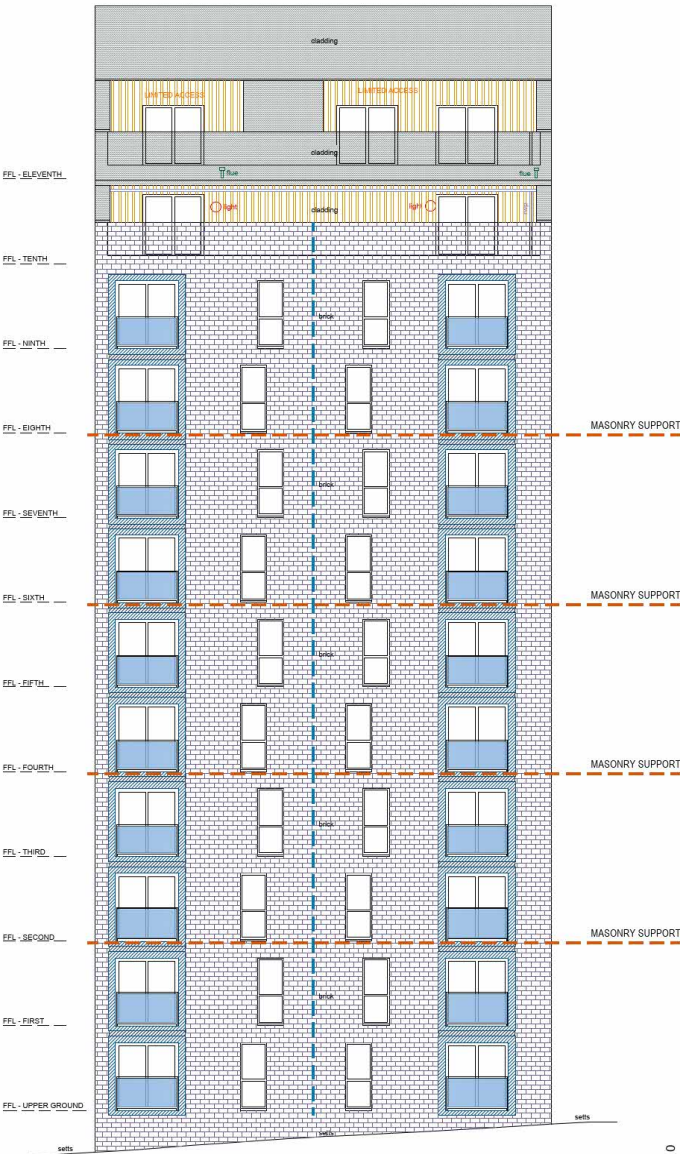 cladding
LIMITED ACCESS
LIMITED ACCESS
cladding
FFL - ELEVENTH
flue
flue
light
cladding
light
FFL - TENTH
brick
FFL - NINTH
FFL - EIGHTH
MASONRY SUPPORT
brick
FFL - SEVENTH
FFL - SIXTH
MASONRY SUPPORT
brick
FFL - FIFTH
FFL - FOURTH
MASONRY SUPPORT
brick
FFL - THIRD
FFL - SECOND
MASONRY SUPPORT
brick
FFL - FIRST
FFL - UPPER GROUND
setts
setts
setts
0